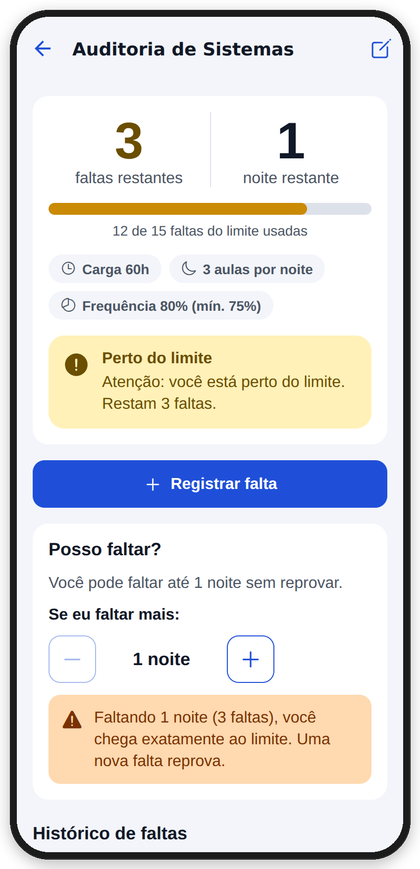 Auditoria de Sistemas
3
faltas restantes
1
noite restante
12 de 15 faltas do limite usadas
Carga 60h
3 aulas por noite
Frequência 80% (mín. 75%)
Perto do limite
Atenção: você está perto do limite.
Restam 3 faltas.
Registrar falta
Posso faltar?
Você pode faltar até 1 noite sem reprovar.
Se eu faltar mais:
1 noite
Faltando 1 noite (3 faltas), você
chega exatamente ao limite. Uma
nova falta reprova.
Histórico de faltas